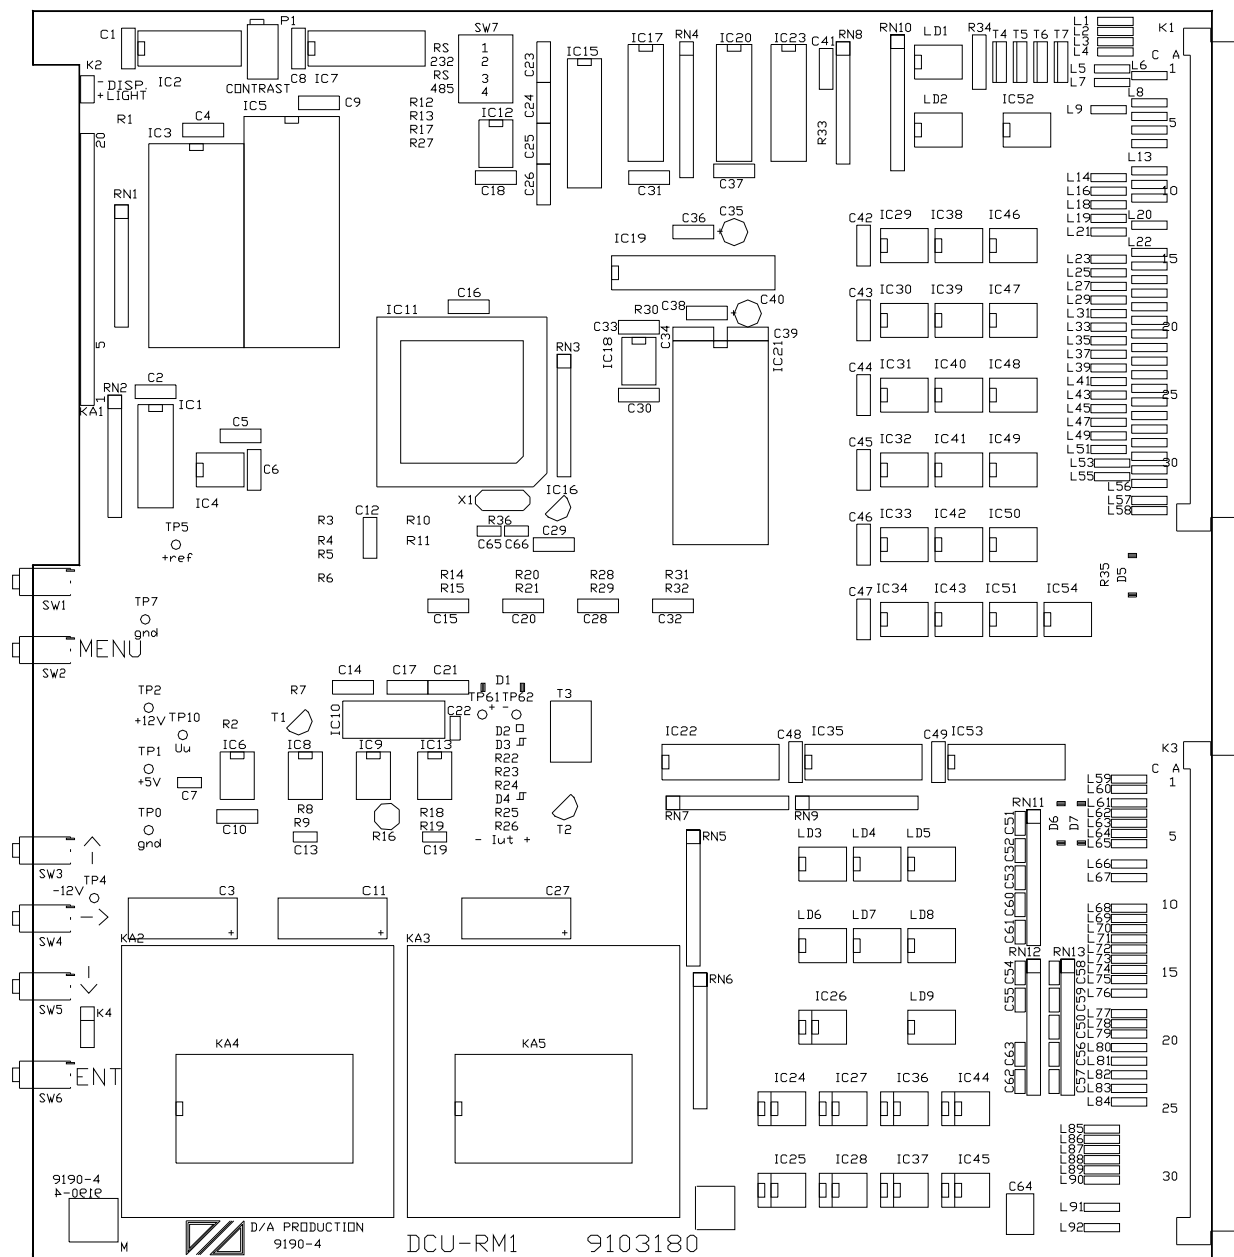 C1
P1
C8
IC2
IC7
K2
- DISP.
+ LIGHT
CONTRAST
SW7
RS
232
RS
485
1
2
3
4
C23
C24
C25
C26
IC15
IC17
RN4
IC20
IC23
C41
RN8
RN10
LD1
R34
T4
T5
T6
T7
L1
L2
L3
L4
K1
C A
1
L5
L6
L7
L8
L9
5
R1
IC3
C4
IC5
C9
R12
R13
R17
R27
IC12
C18
C31
C37
R33
LD2
IC52
20
RN1
5
1
KA1
L13
L14
L16
10
L18
L19
L20
L21
L22
L23
15
L25
L27
L29
L31
L33
20
L35
L37
L39
L41
L43
25
L45
L47
L49
L51
L53
30
L55
L56
L57
L58
C36
C35
IC19
C42
IC29
IC38
IC46
C16
IC11
C38
C40
R30
C33
C34
C39
IC18
IC21
C30
RN3
C43
IC30
IC39
IC47
C44
IC31
IC40
IC48
RN2
C2
IC1
C5
C6
IC4
C45
IC32
IC41
IC49
X1
IC16
TP5
+ref
R3
C12
R10
R4
R11
R5
R6
R36
C65
C66
C29
C46
IC33
IC42
IC50
R35
D5
SW1
R14
R15
C15
R20
R21
C20
R28
R29
C28
R31
R32
C32
C47
IC34
IC43
IC51
IC54
TP7
gnd
SW2
MENU
C14
C17
C21
D1
TP61
TP62
+ -
T3
TP2
+12V
TP10
Uu
R7
T1
IC10
C22
R2
IC6
IC8
IC9
IC13
D2
D3
R22
R23
R24
D4
R25
R26
- Iut +
T2
TP1
+5V
C7
C10
R8
R9
C13
R16
R18
R19
C19
TP0
gnd
IC22
C48
IC35
C49
IC53
K3
C A
1
RN7
RN9
L59
L60
L61
L62
L63
L64
5
L65
L66
L67
RN11
D6
D7
C51
C52
C53
C60
C61
RN5
LD3
LD4
LD5
SW3
TP4
-12V
SW4
C3
C11
C27
+
+
+
KA2
KA3
LD6
LD7
LD8
L68
10
L69
L70
L71
L72
L73
L74
15
L75
L76
L77
L78
L79
20
L80
L81
L82
L83
L84
25
RN12
RN13
C54
C55
C58
C59
C50
C63
C56
C62
C57
SW5
K4
RN6
IC26
LD9
SW6
ENT
KA4
KA5
IC24
IC27
IC36
IC44
L85
L86
L87
L88
L89
L90
30
L91
L92
IC25
IC28
IC37
IC45
C64
9190-4
9190-4
M
D/A PRODUCTION
9190-4
DCU-RM1
9103180